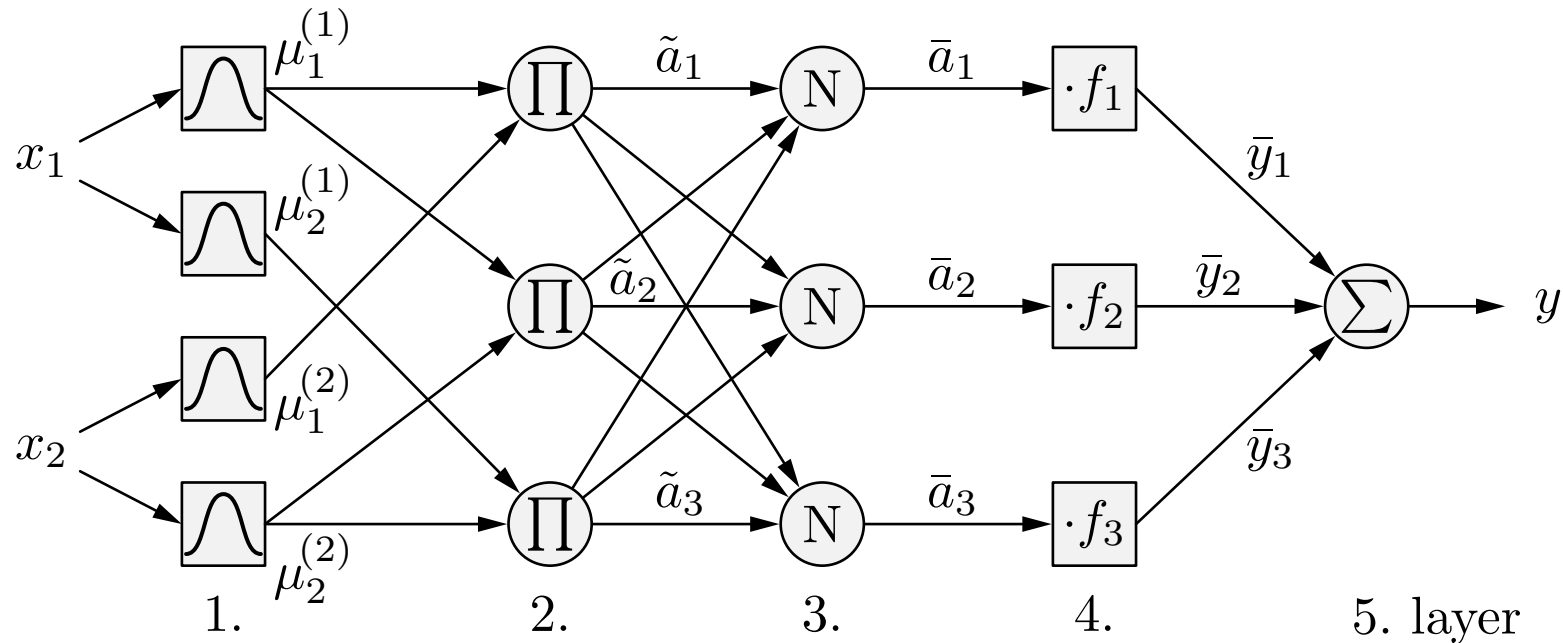 μ₁⁽¹⁾ ã₁ ā₁
∏ N ·f₁
x₁ ȳ₁
μ₂⁽¹⁾
ã₂ ā₂ ȳ₂
∏ N ·f₂ ∑ y
μ₁⁽²⁾
x₂ ȳ₃
ã₃ ā₃
∏ N ·f₃
μ₂⁽²⁾
1. 2. 3. 4. 5. layer